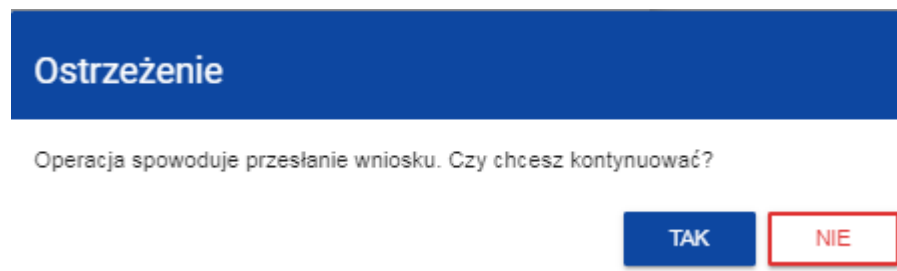 Ostrzeżenie
Operacja spowoduje przesłanie wniosku. Czy chcesz kontynuować?
TAK NIE